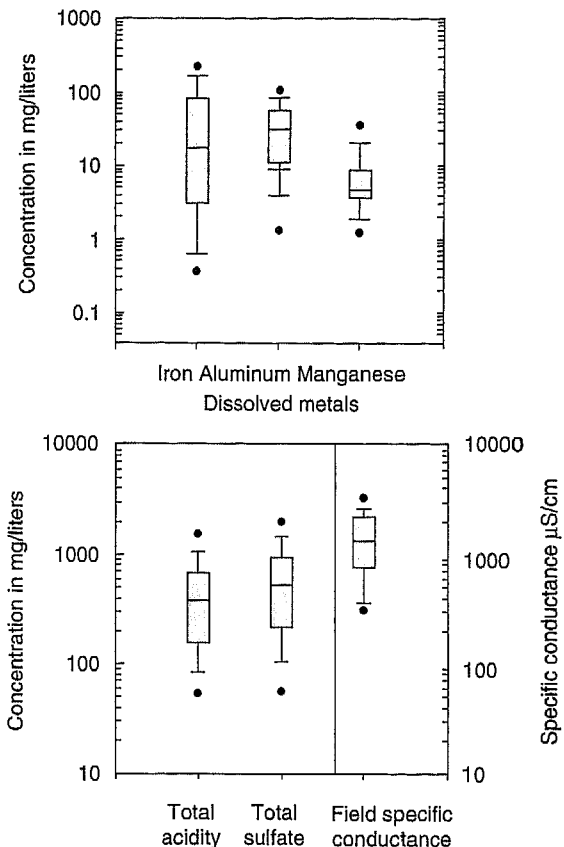 Concentration in mg/liters
1000
100
10
1
0.1
Iron Aluminum Manganese
Dissolved metals
Concentration in mg/liters
10000
1000
100
10
10000
1000
100
10
Specific conductance μS/cm
Total acidity
Total sulfate
Field specific conductance